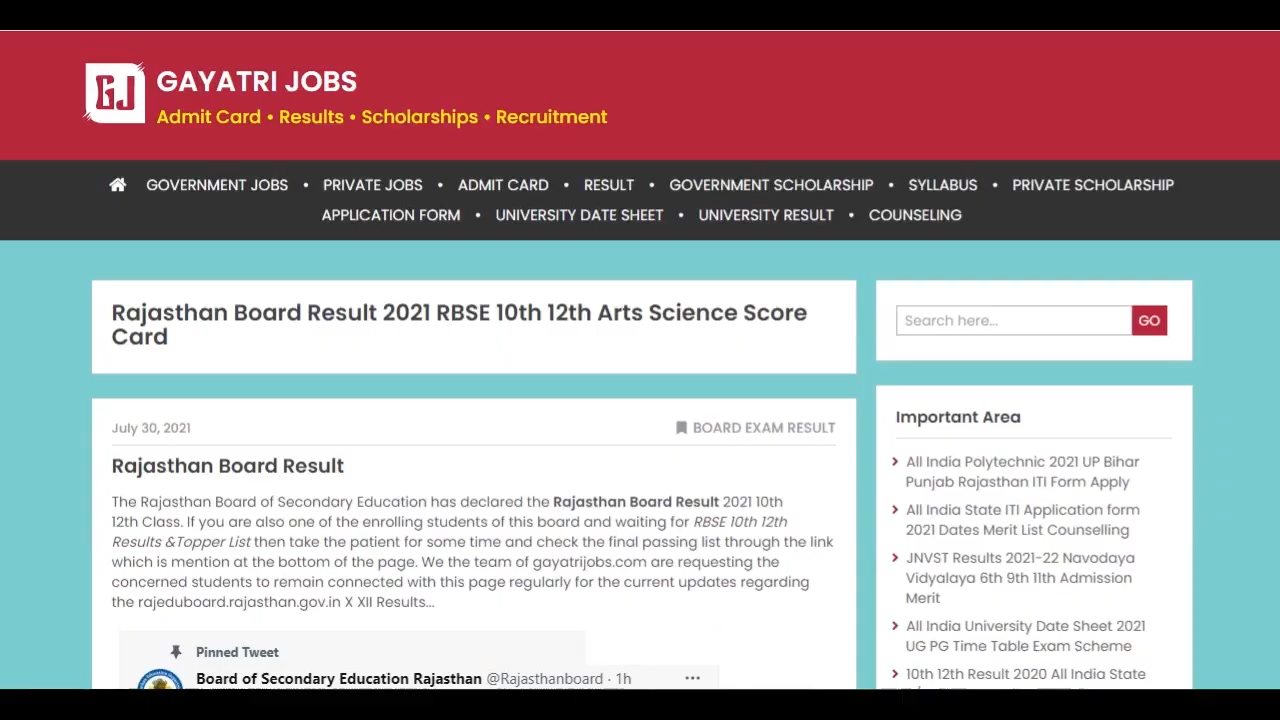 GJ
GAYATRI JOBS
Admit Card • Results • Scholarships • Recruitment
GOVERNMENT JOBS • PRIVATE JOBS • ADMIT CARD • RESULT • GOVERNMENT SCHOLARSHIP • SYLLABUS • PRIVATE SCHOLARSHIP
APPLICATION FORM • UNIVERSITY DATE SHEET • UNIVERSITY RESULT • COUNSELING
Rajasthan Board Result 2021 RBSE 10th 12th Arts Science Score
Card
July 30, 2021
BOARD EXAM RESULT
Rajasthan Board Result
The Rajasthan Board of Secondary Education has declared the Rajasthan Board Result 2021 10th
12th Class. If you are also one of the enrolling students of this board and waiting for RBSE 10th 12th
Results &Topper List then take the patient for some time and check the final passing list through the link
which is mention at the bottom of the page. We the team of gayatrijobs.com are requesting the
concerned students to remain connected with this page regularly for the current updates regarding
the rajeduboard.rajasthan.gov.in X XII Results...
Pinned Tweet
Board of Secondary Education Rajasthan @Rajasthanboard · 1h
Search here...
GO
Important Area
All India Polytechnic 2021 UP Bihar
Punjab Rajasthan ITI Form Apply
All India State ITI Application form
2021 Dates Merit List Counselling
JNVST Results 2021-22 Navodaya
Vidyalaya 6th 9th 11th Admission
Merit
All India University Date Sheet 2021
UG PG Time Table Exam Scheme
10th 12th Result 2020 All India State